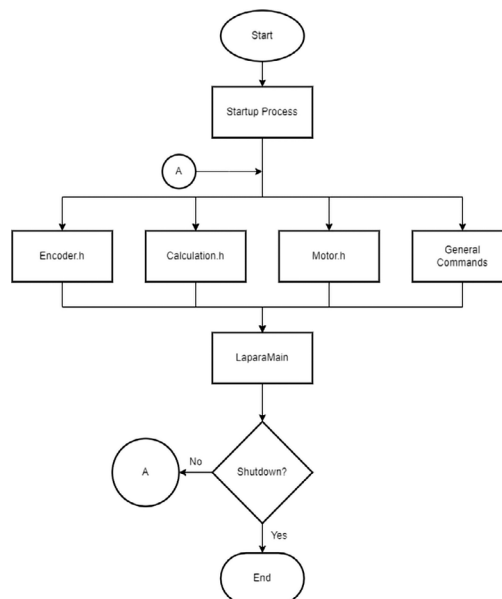 Start
Startup Process
A
Encoder.h
Calculation.h
Motor.h
General
Commands
LaparaMain
A
No
Shutdown?
Yes
End